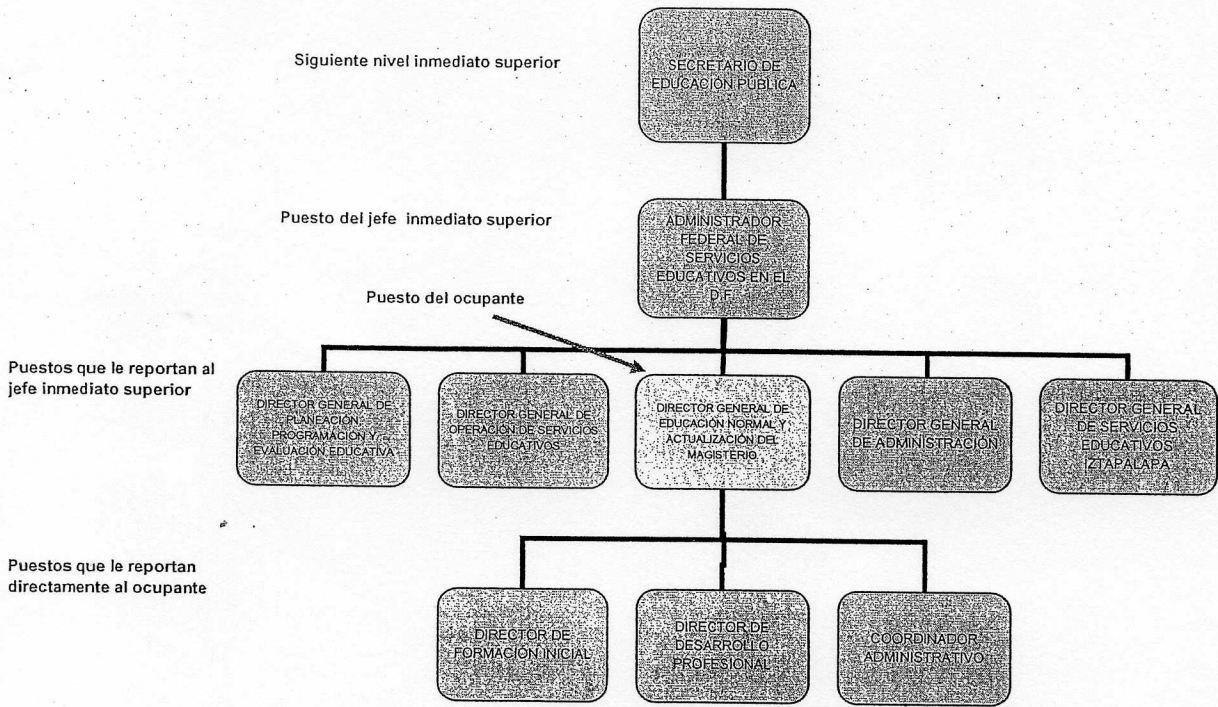 Siguiente nivel inmediato superior
SECRETARIO DE
EDUCACIÓN PÚBLICA
Puesto del jefe inmediato superior
ADMINISTRADOR
FEDERAL DE
SERVICIOS
EDUCATIVOS EN EL
D.F.
Puesto del ocupante
Puestos que le reportan al
jefe inmediato superior
DIRECTOR GENERAL DE
PLANEACIÓN,
PROGRAMACIÓN Y
EVALUACIÓN EDUCATIVA
DIRECTOR GENERAL DE
OPERACIÓN DE SERVICIOS
EDUCATIVOS
DIRECTOR GENERAL DE
EDUCACIÓN NORMAL Y
ACTUALIZACIÓN DEL
MAGISTERIO
DIRECTOR GENERAL
DE ADMINISTRACIÓN
DIRECTOR GENERAL
DE SERVICIOS
EDUCATIVOS
IZTAPALAPA
Puestos que le reportan
directamente al ocupante
DIRECTOR DE
FORMACIÓN INICIAL
DIRECTOR DE
DESARROLLO
PROFESIONAL
COORDINADOR
ADMINISTRATIVO